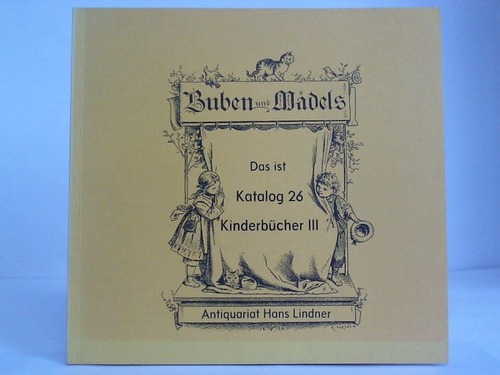 Buben und Mädels
Das ist
Katalog 26
Kinderbücher III
Antiquariat Hans Lindner